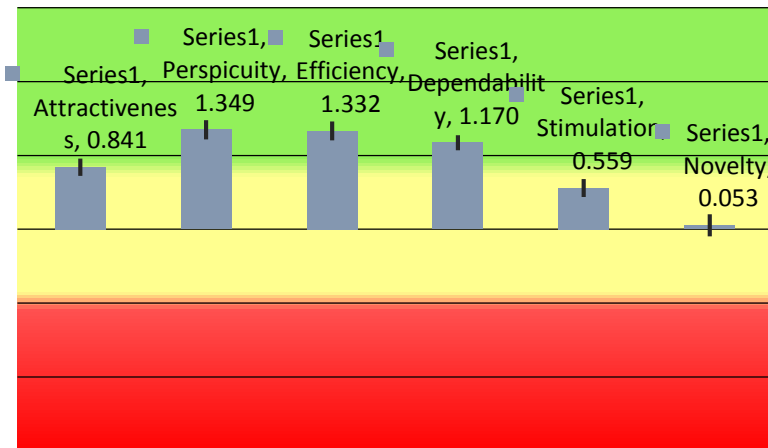 Series1,
Attractivenes
s, 0.841
Series1,
Perspicuity,
1.349
Series1,
Efficiency,
1.332
Series1,
Dependabilit
y, 1.170
Series1,
Stimulation,
0.559
Series1,
Novelty,
0.053